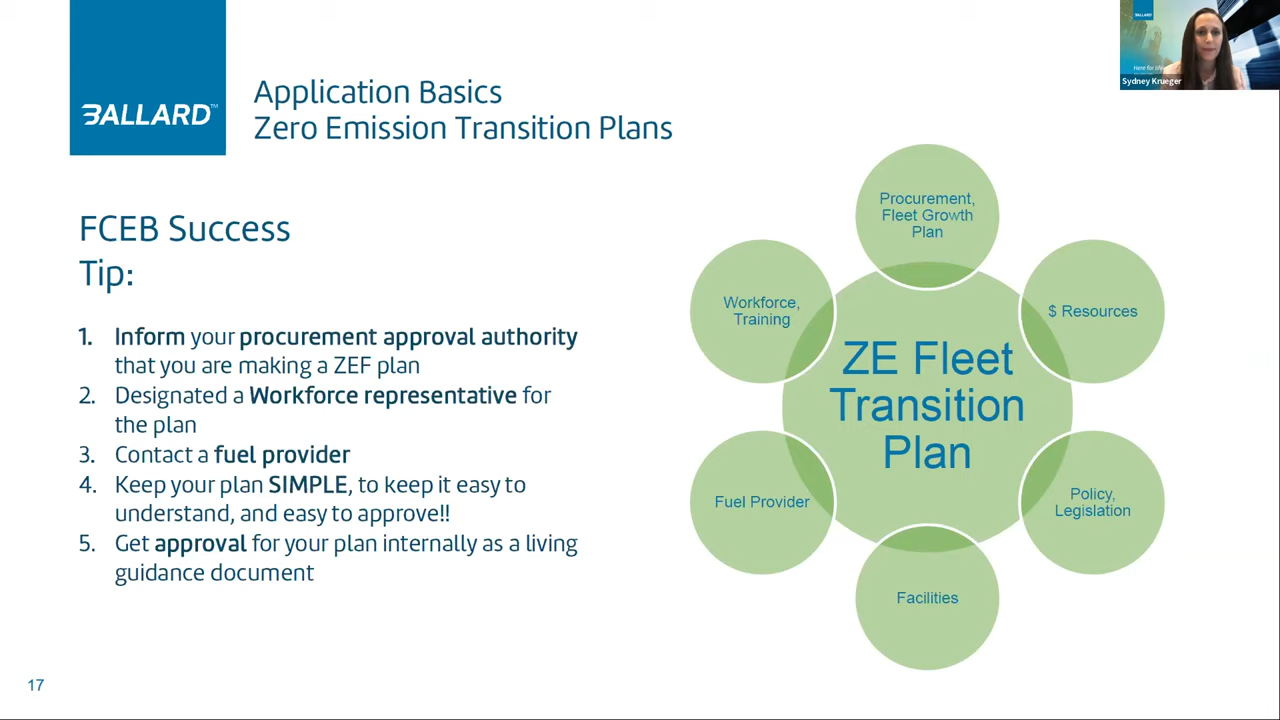 BALLARD™
Application Basics
Zero Emission Transition Plans
BALLARD
Here for life
Sydney Krueger
FCEB Success
Tip:
1. Inform your procurement approval authority
that you are making a ZEF plan
2. Designated a Workforce representative for
the plan
3. Contact a fuel provider
4. Keep your plan SIMPLE, to keep it easy to
understand, and easy to approve!!
5. Get approval for your plan internally as a living
guidance document
Procurement,
Fleet Growth
Plan
$ Resources
Policy,
Legislation
Facilities
Fuel Provider
Workforce,
Training
ZE Fleet
Transition
Plan
17